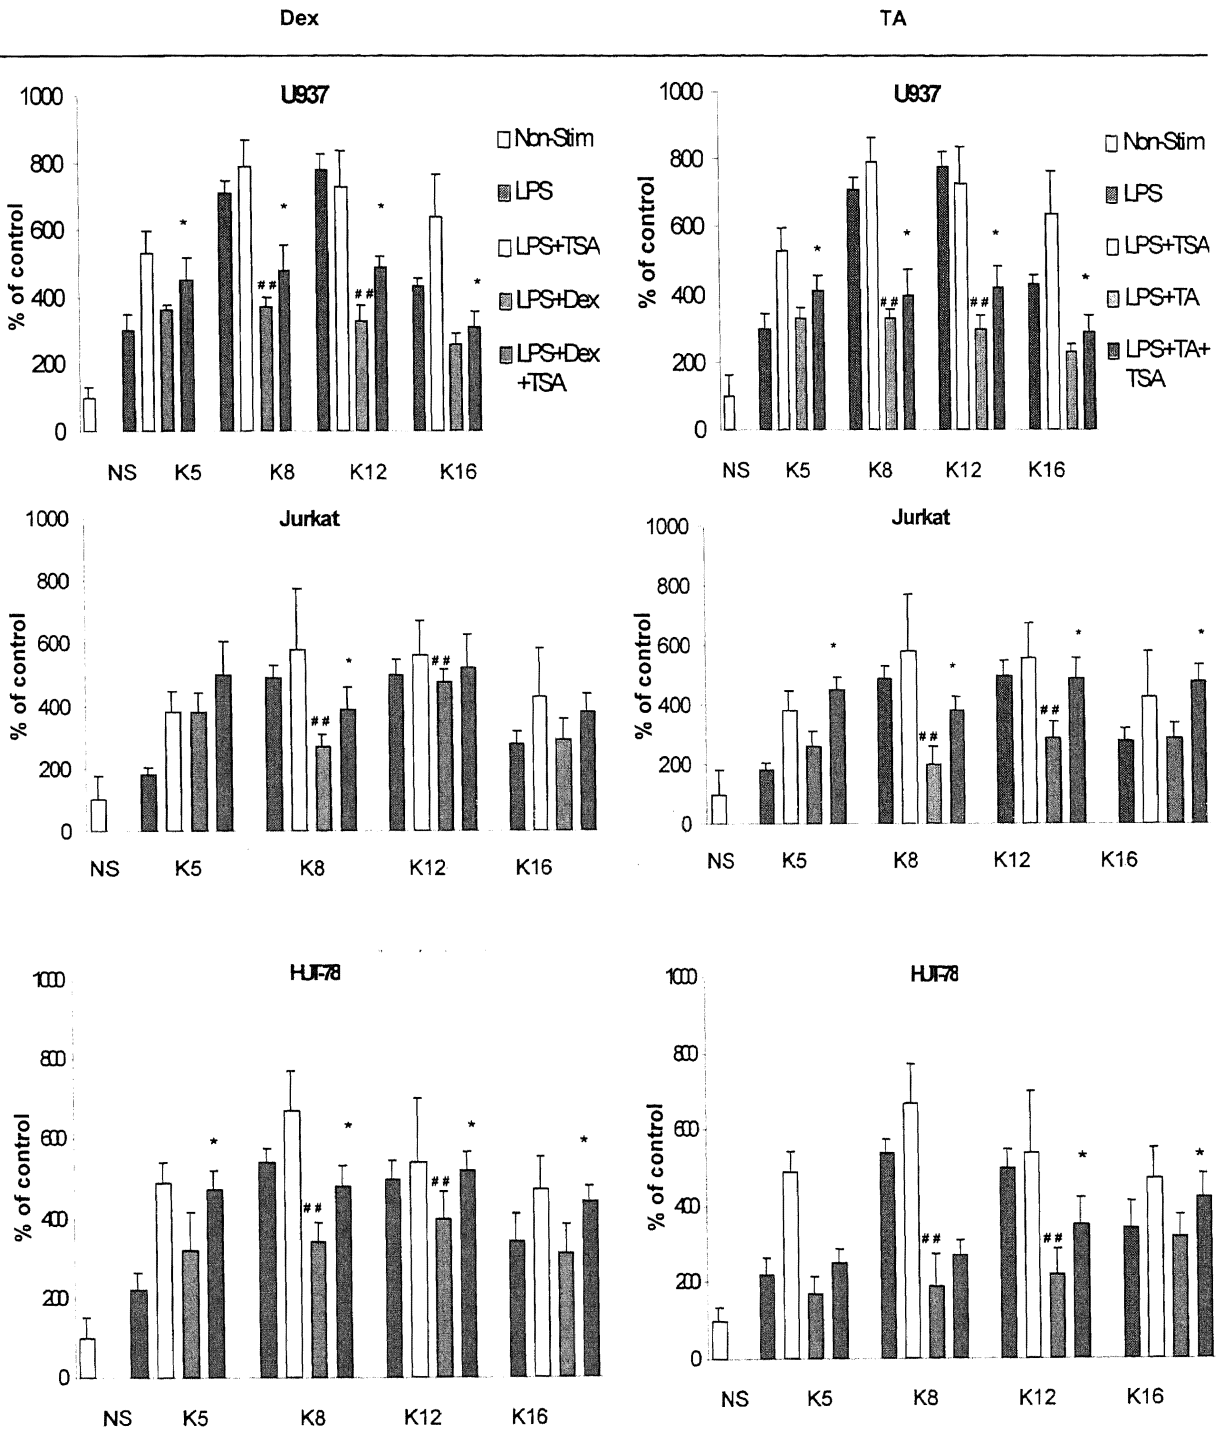 Dex TA
U937
1000
800
600
400
200
0
% of control
* * * *
## ##
NS K5 K8 K12 K16
Non-Stim
LPS
LPS+TSA
LPS+Dex
LPS+Dex
+TSA
U937
1000
800
600
400
200
0
% of control
* * * *
## ##
NS K5 K8 K12 K16
Non-Stim
LPS
LPS+TSA
LPS+TA
LPS+TA+
TSA
Jurkat
1000
800
600
400
200
0
% of control
*
## ##
NS K5 K8 K12 K16
Jurkat
1000
800
600
400
200
0
% of control
* * * *
## ##
NS K5 K8 K12 K16
HUT-78
1000
800
600
400
200
0
% of control
* * * *
## ##
NS K5 K8 K12 K16
HUT-78
1000
800
600
400
200
0
% of control
* *
## ##
NS K5 K8 K12 K16